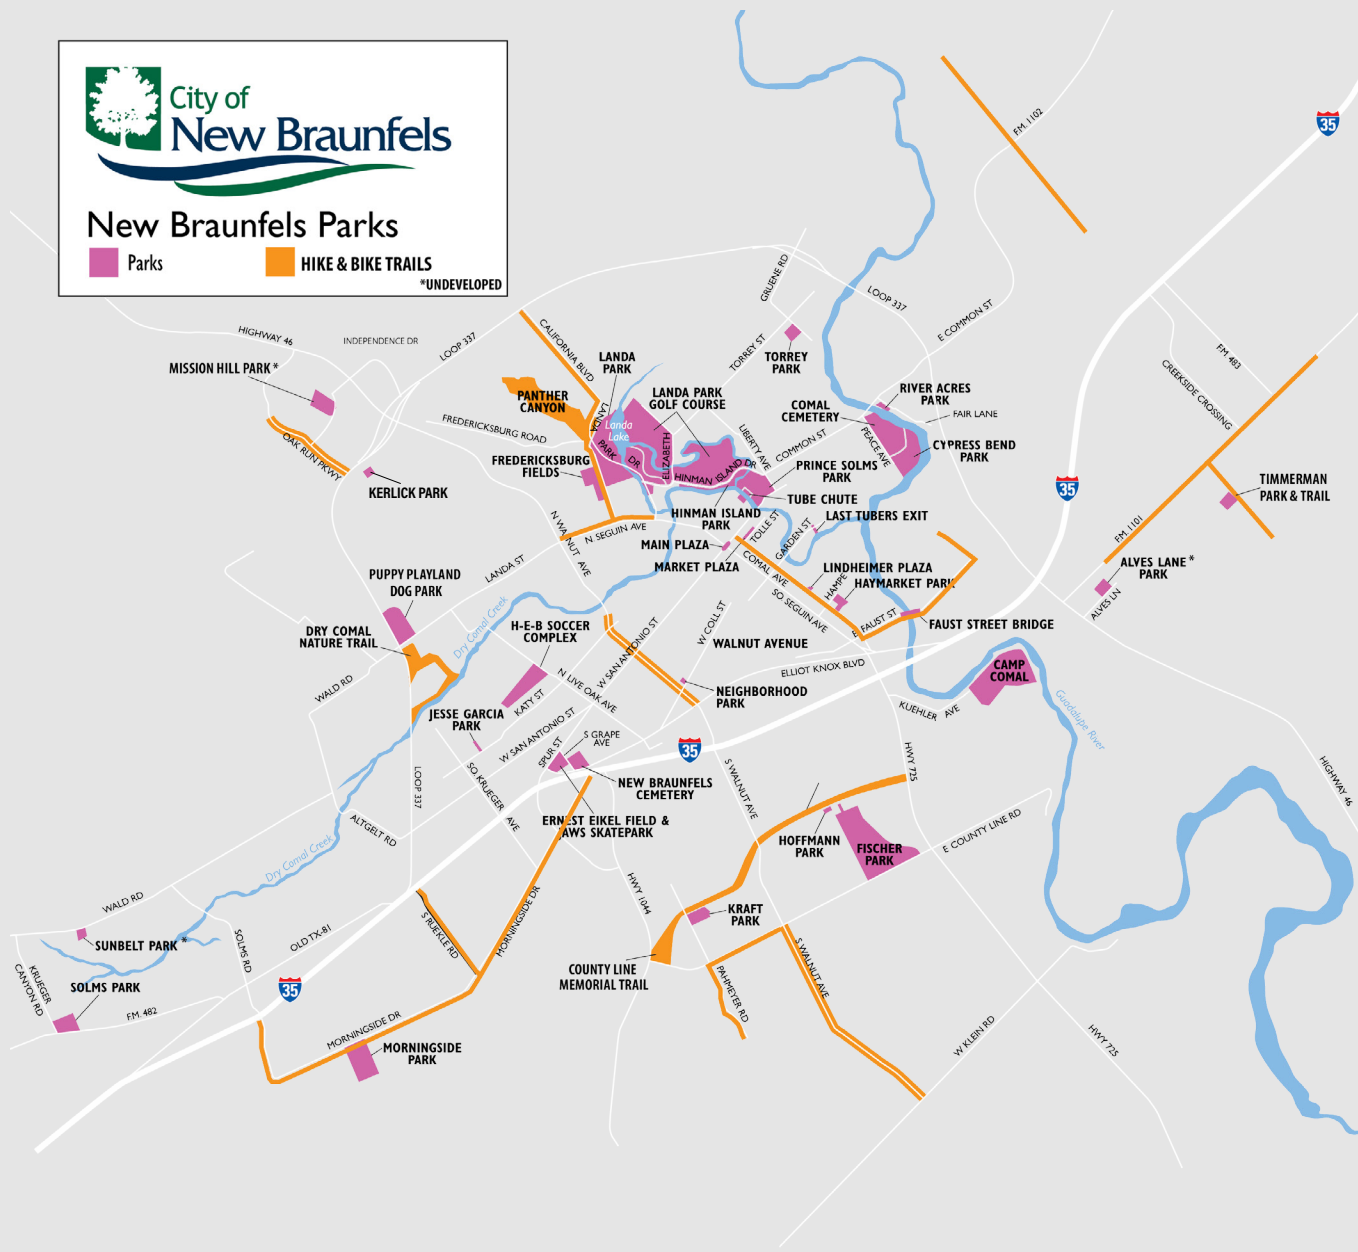 City of
New Braunfels
New Braunfels Parks
Parks
HIKE & BIKE TRAILS
*UNDEVELOPED
F.M. 1102
35
GRUENE RD
LOOP 337
E COMMON ST
HIGHWAY 46
INDEPENDENCE DR
LOOP 337
CALIFORNIA BLVD
TORREY ST
TORREY
PARK
F.M 483
CREEKSIDE CROSSING
MISSION HILL PARK *
LANDA
PARK
PANTHER
CANYON
LANDA PARK
GOLF COURSE
RIVER ACRES
PARK
COMAL
CEMETERY
FAIR LANE
LANDA
Landa
Lake
PARK
DR
ELIZABETH
LIBERTY AVE
COMMON ST
PEACE AVE
CYPRESS BEND
PARK
FREDERICKSBURG ROAD
OAK RUN PKWY
FREDERICKSBURG
FIELDS
HINMAN ISLAND DR
PRINCE SOLMS
PARK
KERLICK PARK
35
TIMMERMAN
PARK & TRAIL
TUBE CHUTE
HINMAN ISLAND
PARK
TOLLE ST
GARDEN ST
LAST TUBERS EXIT
N WALNUT AVE
N SEGUIN AVE
MAIN PLAZA
MARKET PLAZA
COMAL AVE
F.M. 1101
ALVES LANE *
PARK
ALVES LN
LANDA ST
LINDHEIMER PLAZA
HAMPE
HAYMARKET PARK
PUPPY PLAYLAND
DOG PARK
SO SEGUIN AVE
E FAUST ST
FAUST STREET BRIDGE
Dry Comal Creek
H-E-B SOCCER
COMPLEX
DRY COMAL
NATURE TRAIL
W SAN ANTONIO ST
W COLL ST
WALNUT AVENUE
ELLIOT KNOX BLVD
CAMP
COMAL
WALD RD
N LIVE OAK AVE
KATY ST
NEIGHBORHOOD
PARK
KUEHLER AVE
Guadalupe River
JESSE GARCIA
PARK
W SAN ANTONIO ST
SPUR ST
S GRAPE
AVE
35
S WALNUT AVE
HWY 725
HIGHWAY 46
LOOP 337
SO KRUEGER AVE
NEW BRAUNFELS
CEMETERY
ALTGELT RD
ERNEST EIKEL FIELD &
JAWS SKATEPARK
HOFFMANN
PARK
FISCHER
PARK
E COUNTY LINE RD
Dry Comal Creek
WALD RD
HWY 1044
KRAFT
PARK
SUNBELT PARK *
SOLMS RD
OLD TX-81
S RUEKLE RD
MORNINGSIDE DR
COUNTY LINE
MEMORIAL TRAIL
S WALNUT AVE
PAHMEYER RD
KRUEGER
CANYON RD
SOLMS PARK
35
F.M. 482
MORNINGSIDE DR
MORNINGSIDE
PARK
W KLEIN RD
HWY 725